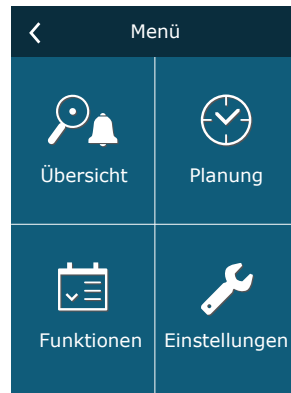 Menü
Übersicht
Planung
Funktionen
Einstellungen